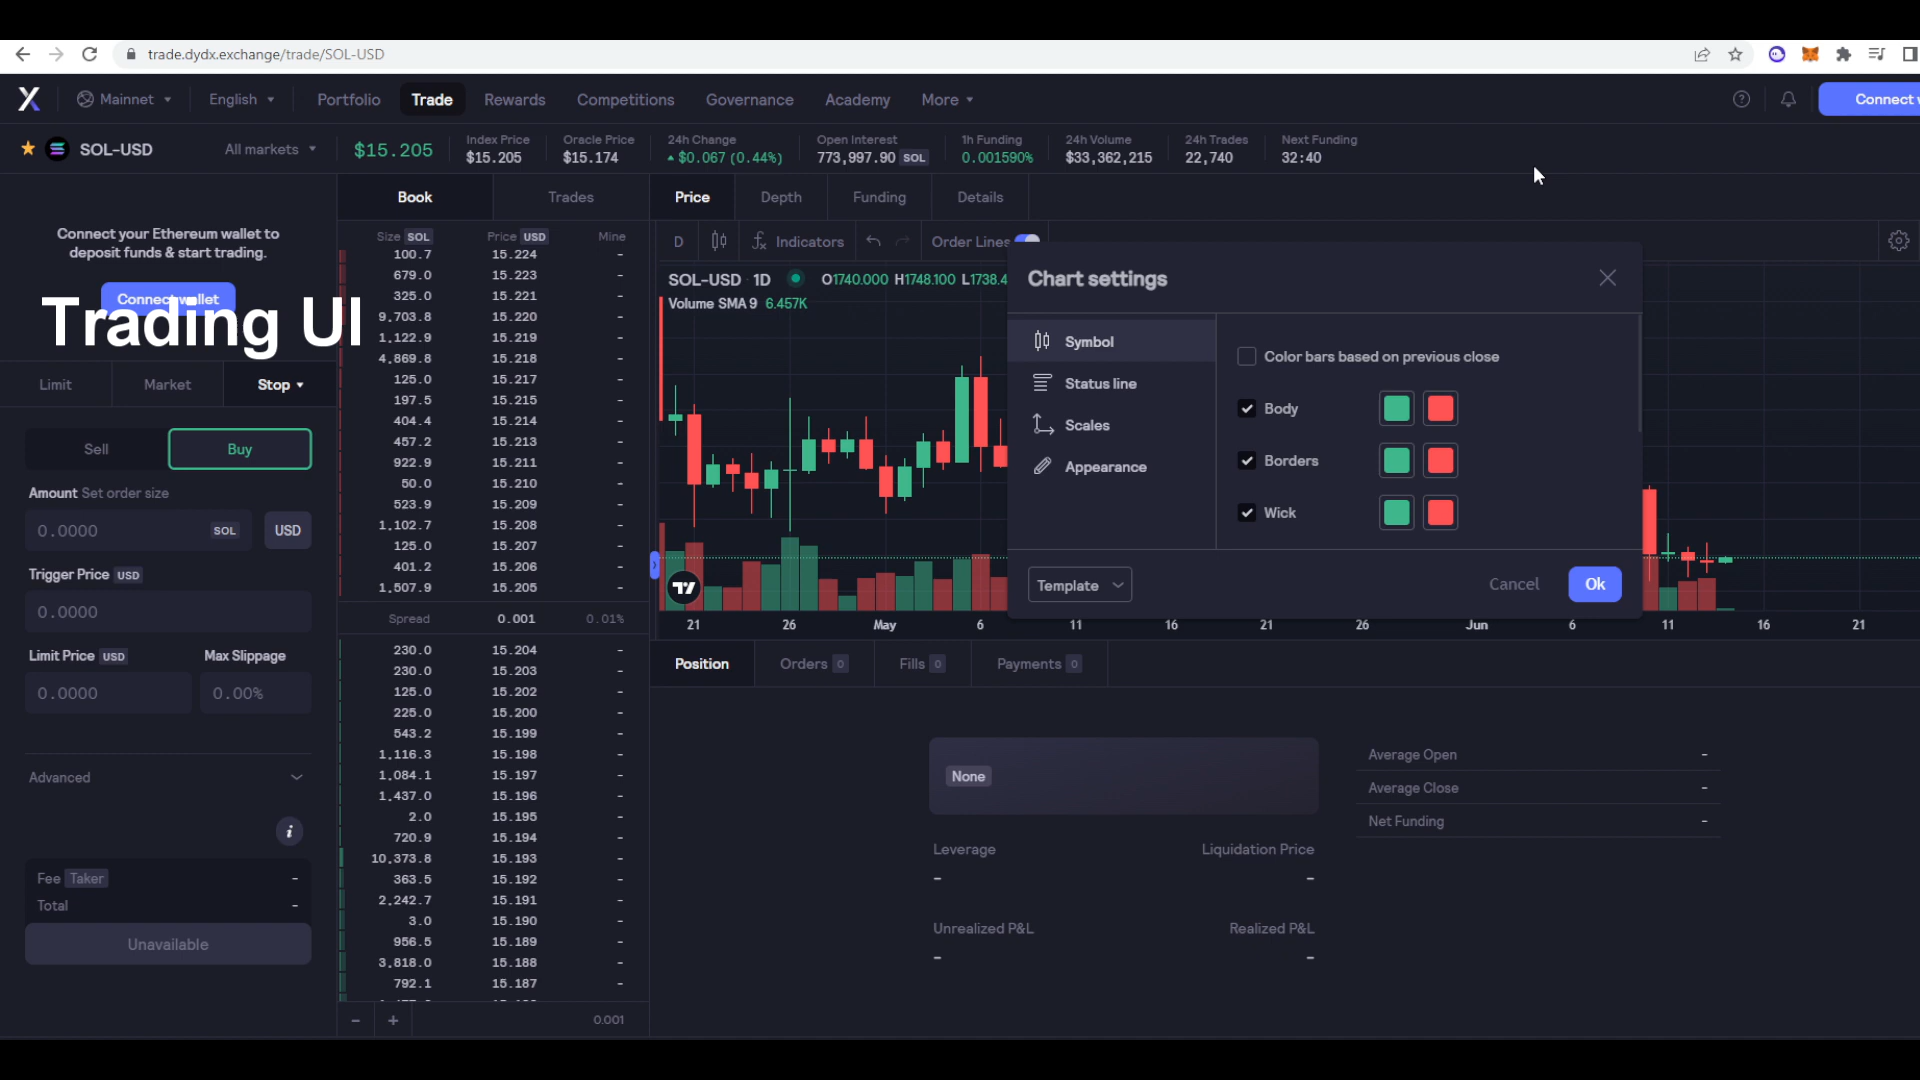 trade.dydx.exchange/trade/SOL-USD
Mainnet English Portfolio Trade Rewards Competitions Governance Academy More Connect
SOL-USD All markets $15.205
Index Price $15.205
Oracle Price $15.174
24h Change $0.067 (0.44%)
Open Interest 773,997.90 SOL
1h Funding 0.001590%
24h Volume $33,362,215
24h Trades 22,740
Next Funding 32:40
Connect your Ethereum wallet to
deposit funds & start trading.
Connect wallet
Trading UI
Limit Market Stop
Sell Buy
Amount Set order size
0.0000 SOL USD
Trigger Price USD
0.0000
Limit Price USD Max Slippage
0.0000 0.00%
Advanced
i
Fee Taker -
Total -
Unavailable
Book Trades
Size SOL Price USD Mine
100.7 15.224 -
679.0 15.223 -
325.0 15.221 -
9,703.8 15.220 -
1,122.9 15.219 -
4,869.8 15.218 -
125.0 15.217 -
197.5 15.215 -
404.4 15.214 -
457.2 15.213 -
922.9 15.211 -
50.0 15.210 -
523.9 15.209 -
1,102.7 15.208 -
125.0 15.207 -
401.2 15.206 -
1,507.9 15.205 -
Spread 0.001 0.01%
230.0 15.204 -
230.0 15.203 -
125.0 15.202 -
225.0 15.200 -
543.2 15.199 -
1,116.3 15.198 -
1,084.1 15.197 -
1,437.0 15.196 -
2.0 15.195 -
720.9 15.194 -
10,373.8 15.193 -
363.5 15.192 -
2,242.7 15.191 -
3.0 15.190 -
956.5 15.189 -
3,818.0 15.188 -
792.1 15.187 -
- + 0.001
Price Depth Funding Details
D Indicators Order Lines
SOL-USD 1D O1740.000 H1748.100 L1738.4
Volume SMA 9 6.457K
Chart settings
Symbol
Status line
Scales
Appearance
Color bars based on previous close
Body
Borders
Wick
Template Cancel Ok
21 26 May 6 11 16 21 26 Jun 6 11 16 21
Position Orders 0 Fills 0 Payments 0
None
Leverage Liquidation Price
- -
Unrealized P&L Realized P&L
- -
Average Open -
Average Close -
Net Funding -